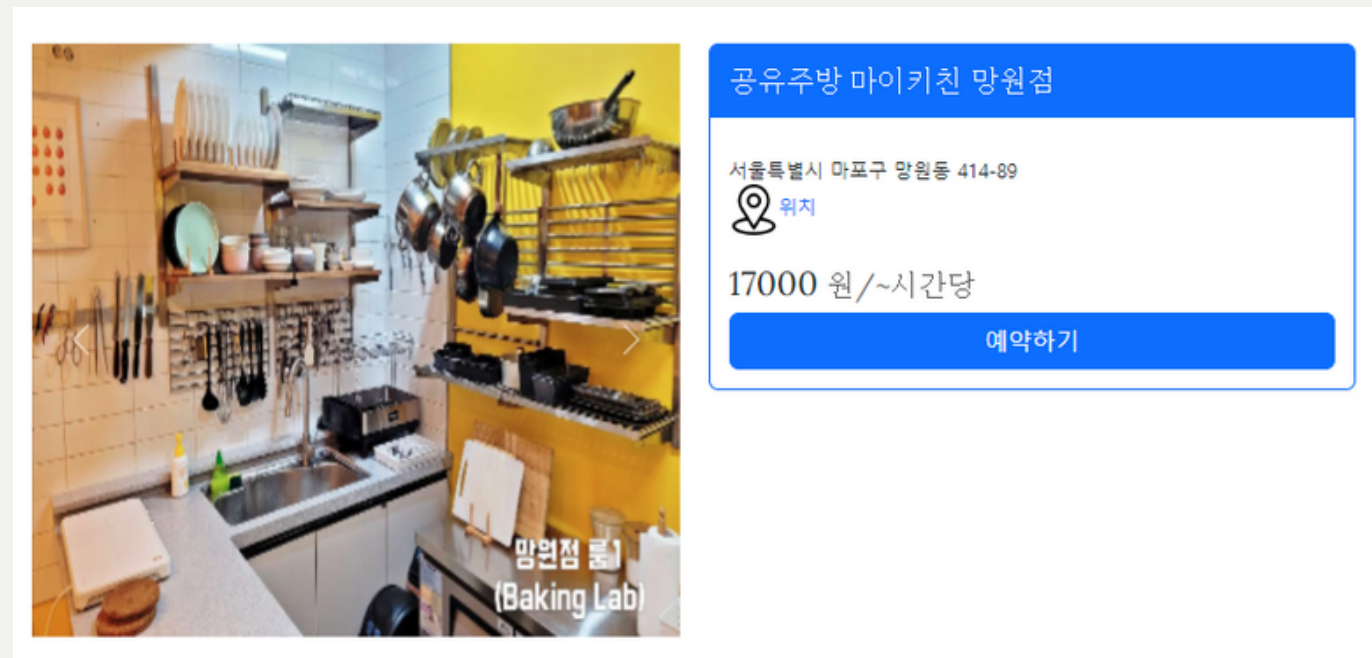 공유주방 마이키친 망원점
서울특별시 마포구 망원동 414-89
위치
17000 원/~시간당
예약하기
망원점 룸1
(Baking Lab)